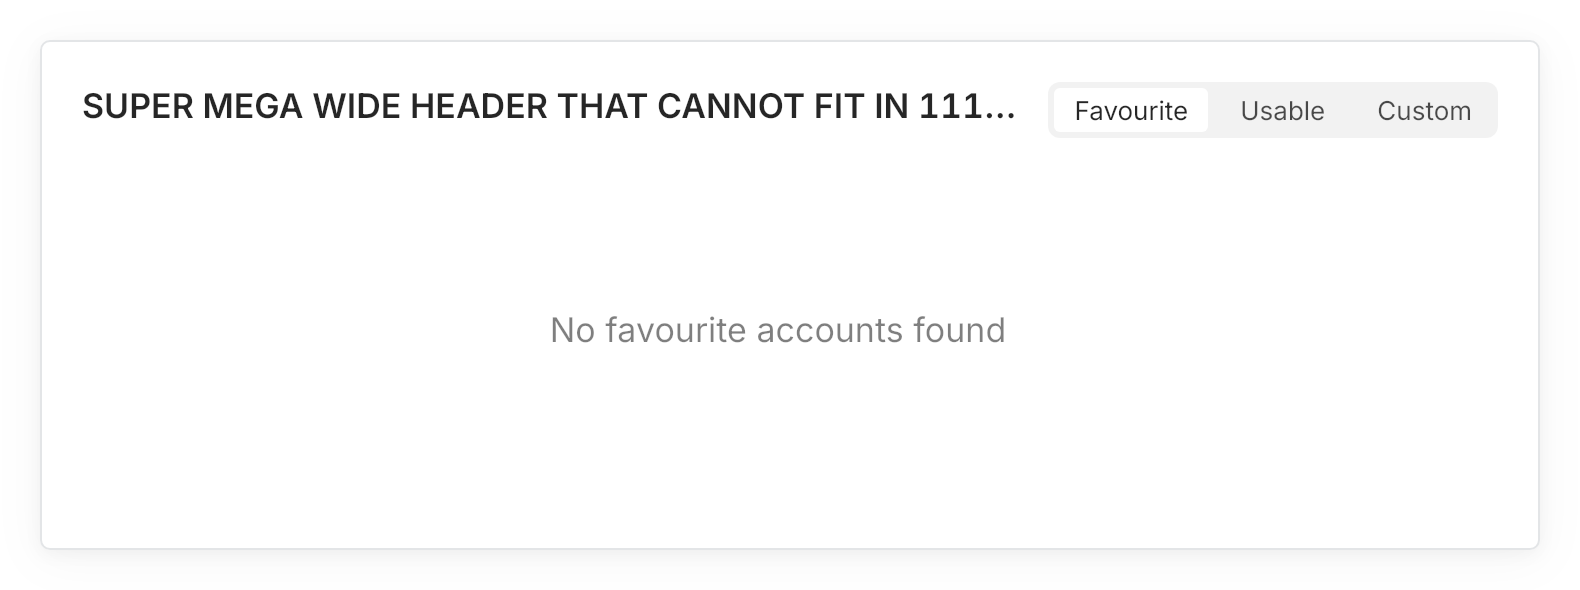 SUPER MEGA WIDE HEADER THAT CANNOT FIT IN 111...
Favourite Usable Custom
No favourite accounts found